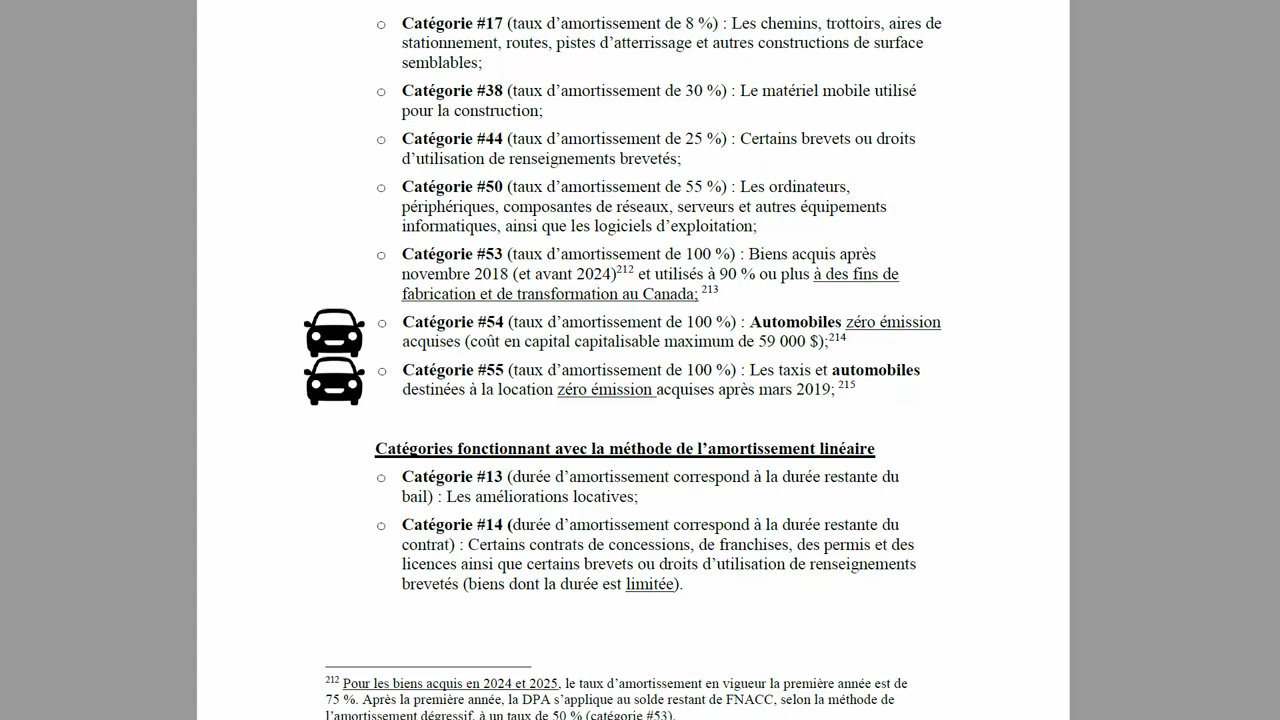 ○ Catégorie #17 (taux d’amortissement de 8 %) : Les chemins, trottoirs, aires de
stationnement, routes, pistes d’atterrissage et autres constructions de surface
semblables;
○ Catégorie #38 (taux d’amortissement de 30 %) : Le matériel mobile utilisé
pour la construction;
○ Catégorie #44 (taux d’amortissement de 25 %) : Certains brevets ou droits
d’utilisation de renseignements brevetés;
○ Catégorie #50 (taux d’amortissement de 55 %) : Les ordinateurs,
périphériques, composantes de réseaux, serveurs et autres équipements
informatiques, ainsi que les logiciels d’exploitation;
○ Catégorie #53 (taux d’amortissement de 100 %) : Biens acquis après
novembre 2018 (et avant 2024)212 et utilisés à 90 % ou plus à des fins de
fabrication et de transformation au Canada; 213
○ Catégorie #54 (taux d’amortissement de 100 %) : Automobiles zéro émission
acquises (coût en capital capitalisable maximum de 59 000 $);214
○ Catégorie #55 (taux d’amortissement de 100 %) : Les taxis et automobiles
destinées à la location zéro émission acquises après mars 2019; 215
Catégories fonctionnant avec la méthode de l’amortissement linéaire
○ Catégorie #13 (durée d’amortissement correspond à la durée restante du
bail) : Les améliorations locatives;
○ Catégorie #14 (durée d’amortissement correspond à la durée restante du
contrat) : Certains contrats de concessions, de franchises, des permis et des
licences ainsi que certains brevets ou droits d’utilisation de renseignements
brevetés (biens dont la durée est limitée).
212 Pour les biens acquis en 2024 et 2025, le taux d’amortissement en vigueur la première année est de
75 %. Après la première année, la DPA s’applique au solde restant de FNACC, selon la méthode de
l’amortissement dégressif, à un taux de 50 % (catégorie #53).